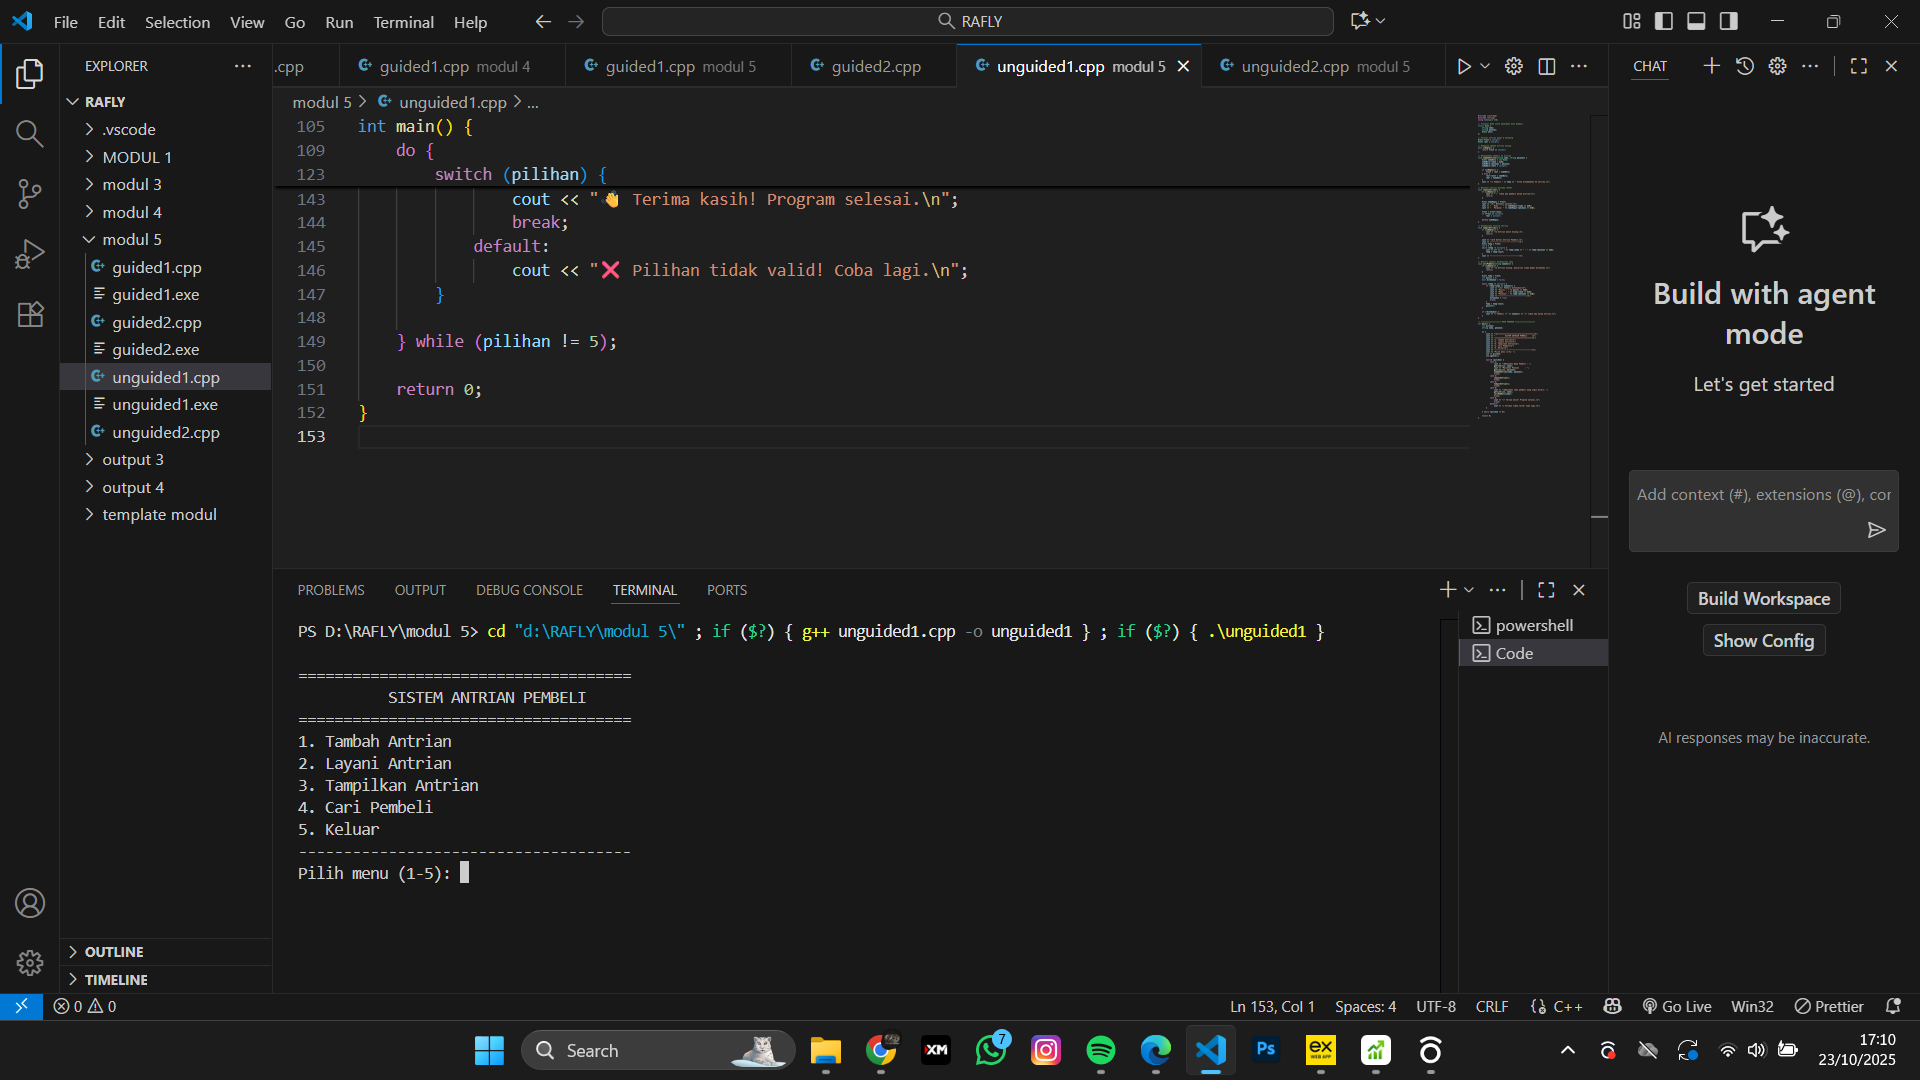 File Edit Selection View Go Run Terminal Help
RAFLY
EXPLORER
.cpp
guided1.cpp modul 4
guided1.cpp modul 5
guided2.cpp
unguided1.cpp modul 5
unguided2.cpp modul 5
CHAT
RAFLY
.vscode
MODUL 1
modul 3
modul 4
modul 5
guided1.cpp
guided1.exe
guided2.cpp
guided2.exe
unguided1.cpp
unguided1.exe
unguided2.cpp
output 3
output 4
template modul
OUTLINE
TIMELINE
modul 5 > unguided1.cpp > ...
105 int main() {
109 do {
123 switch (pilihan) {
143 cout << "👋 Terima kasih! Program selesai.\n";
144 break;
145 default:
146 cout << "❌ Pilihan tidak valid! Coba lagi.\n";
147 }
148
149 } while (pilihan != 5);
150
151 return 0;
152 }
153
PROBLEMS OUTPUT DEBUG CONSOLE TERMINAL PORTS
PS D:\RAFLY\modul 5> cd "d:\RAFLY\modul 5\" ; if ($?) { g++ unguided1.cpp -o unguided1 } ; if ($?) { .\unguided1 }
=====================================
SISTEM ANTRIAN PEMBELI
=====================================
1. Tambah Antrian
2. Layani Antrian
3. Tampilkan Antrian
4. Cari Pembeli
5. Keluar
-------------------------------------
Pilih menu (1-5):
powershell
Code
Build with agent
mode
Let's get started
Add context (#), extensions (@), cor
Build Workspace
Show Config
AI responses may be inaccurate.
0 0
Ln 153, Col 1 Spaces: 4 UTF-8 CRLF {} C++ Go Live Win32 Prettier
Search
XM
7
Ps
ex
WEB APP
17:10
23/10/2025